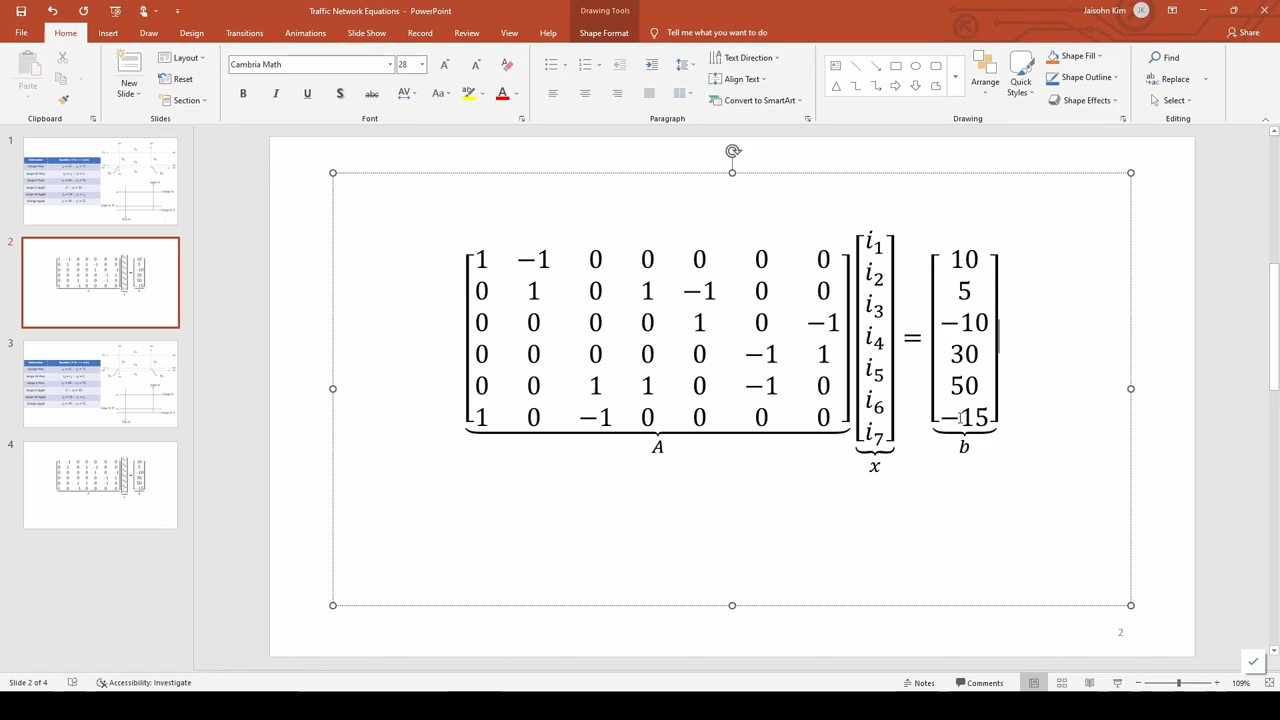 Traffic Network Equations - PowerPoint
Drawing Tools
Jaisohn Kim
JK
File Home Insert Draw Design Transitions Animations Slide Show Record Review View Help Shape Format Tell me what you want to do Share
Paste
Clipboard
New Slide
Layout
Reset
Section
Slides
Cambria Math 28
B I U S abc AV Aa A
Font
Text Direction
Align Text
Convert to SmartArt
Paragraph
Arrange
Quick Styles
Shape Fill
Shape Outline
Shape Effects
Drawing
Find
Replace
Select
Editing
1
2
3
4
1 −1 0 0 0 0 0 i1 10
0 1 0 1 −1 0 0 i2 5
0 0 0 0 1 0 −1 i3 −10
0 0 0 0 0 −1 1 i4 = 30
0 0 1 1 0 −1 0 i5 50
1 0 −1 0 0 0 0 i6 −15
i7
A x b
2
Slide 2 of 4 Accessibility: Investigate Notes Comments 109%